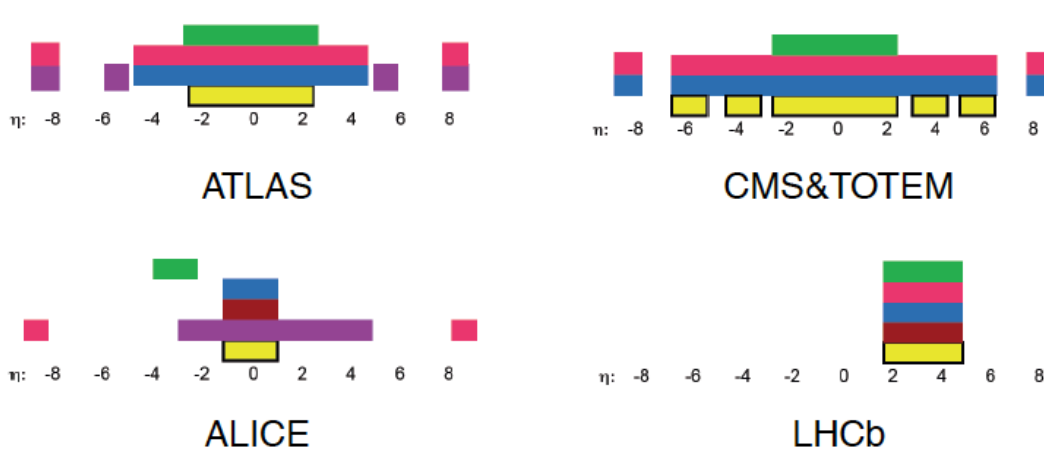 η: -8 -6 -4 -2 0 2 4 6 8
ATLAS
η: -8 -6 -4 -2 0 2 4 6 8
CMS&TOTEM
η: -8 -6 -4 -2 0 2 4 6 8
ALICE
η: -8 -6 -4 -2 0 2 4 6 8
LHCb